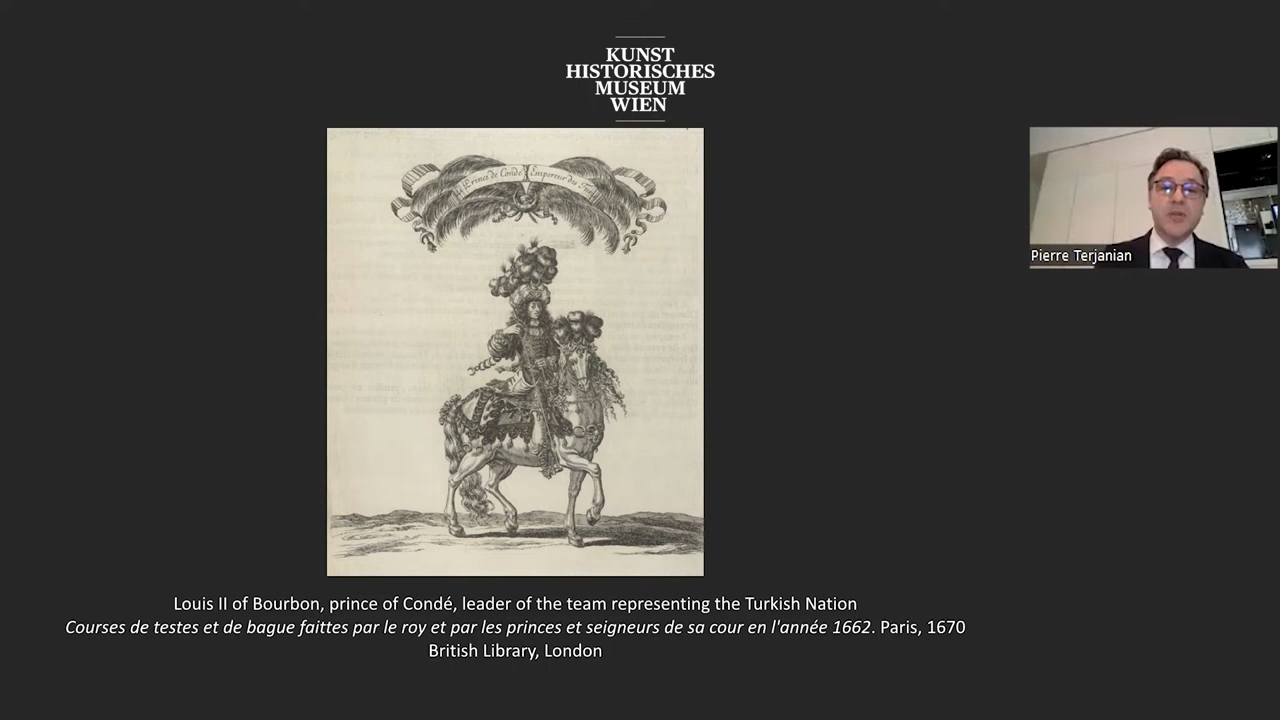 KUNST
HISTORISCHES
MUSEUM
WIEN
Prince de Condé Empereur des Turcs
Pierre Terjanian
Louis II of Bourbon, prince of Condé, leader of the team representing the Turkish Nation
Courses de testes et de bague faittes par le roy et par les princes et seigneurs de sa cour en l'année 1662. Paris, 1670
British Library, London